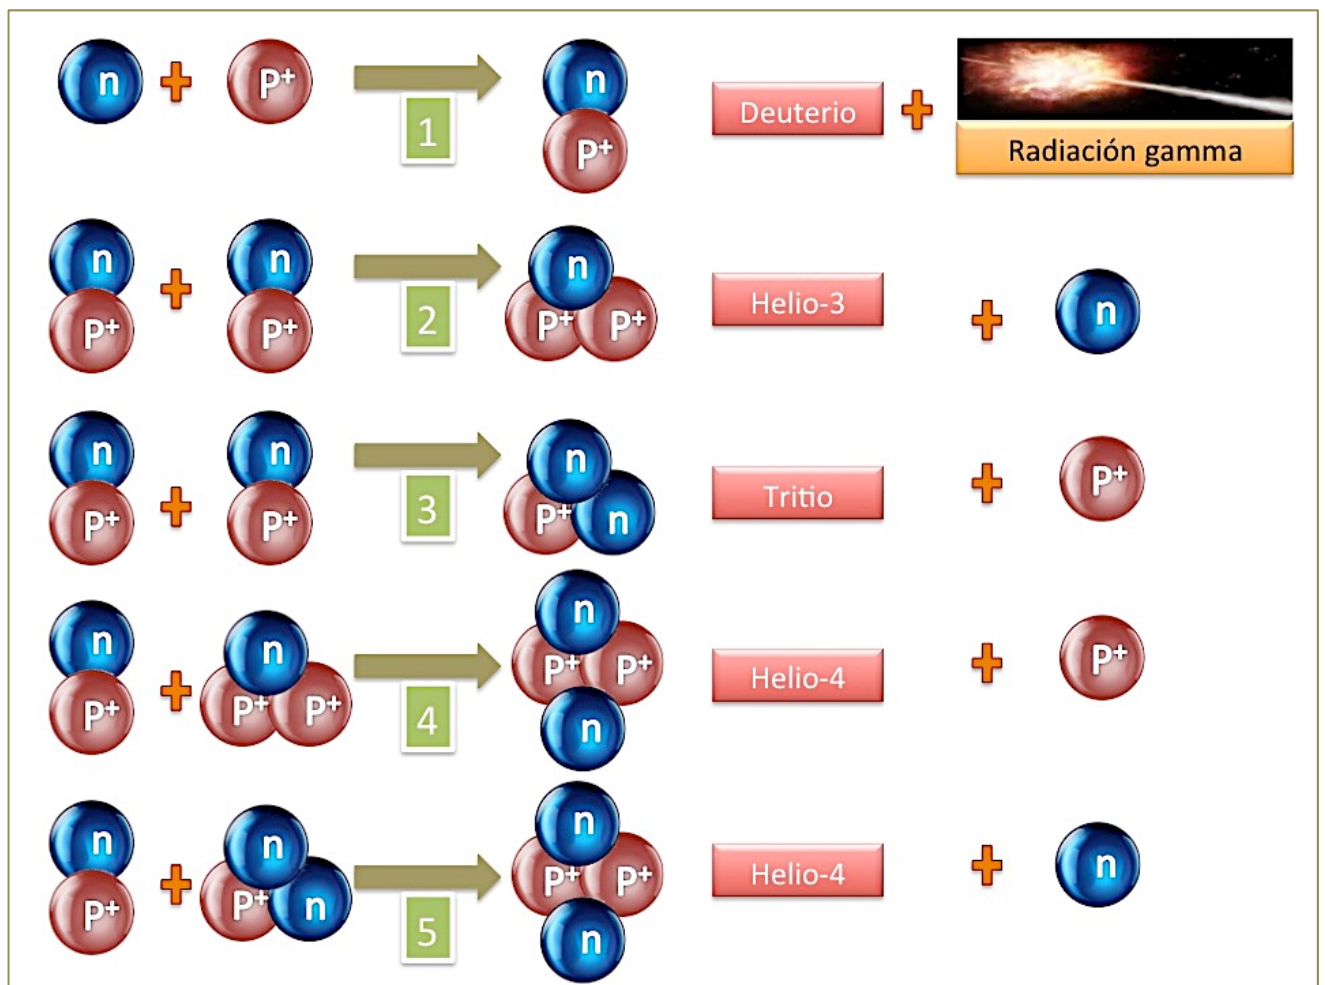 n + P+ 1 n P+ Deuterio + Radiación gamma
n P+ + n P+ 2 n P+ P+ Helio-3 + n
n P+ + n P+ 3 n P+ n Tritio + P+
n P+ + n P+ P+ 4 n P+ P+ n Helio-4 + P+
n P+ + n P+ n 5 n P+ P+ n Helio-4 + n